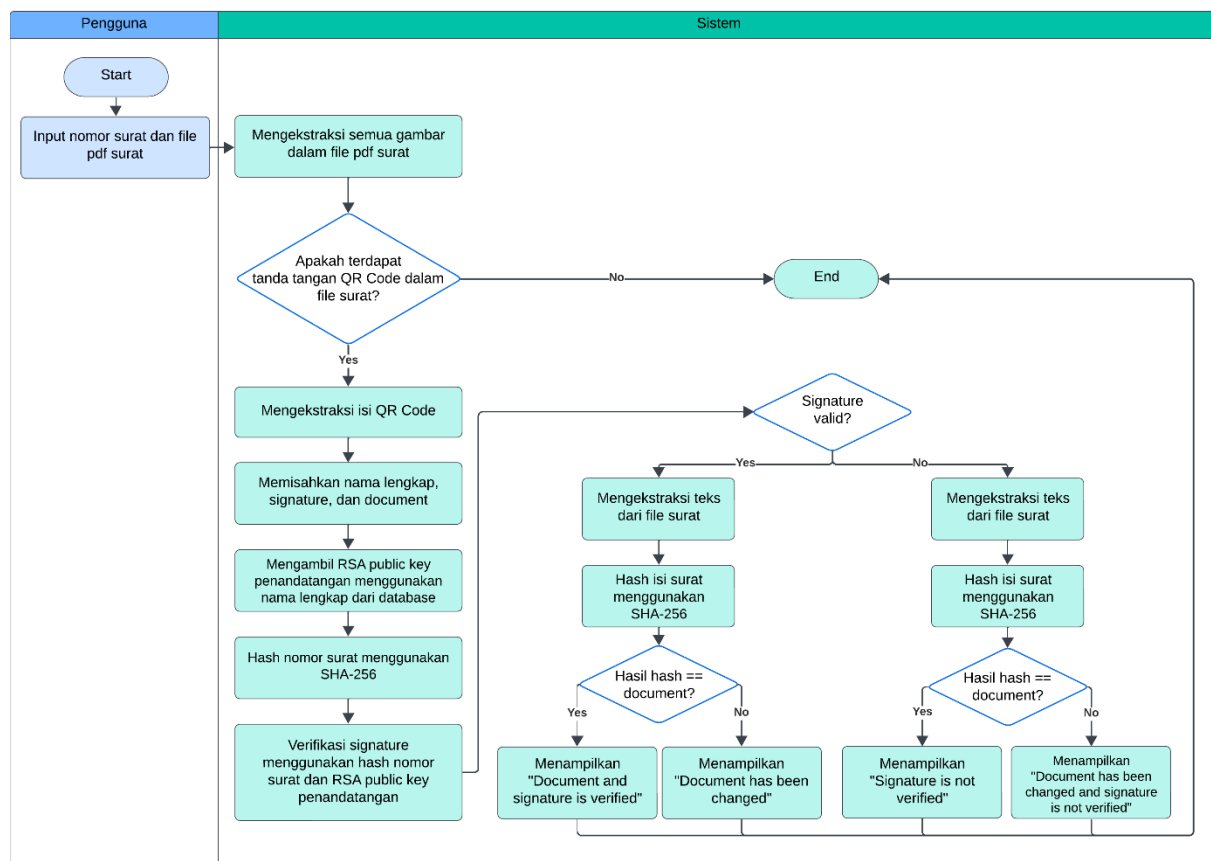 Pengguna
Sistem
Start
Input nomor surat dan file
pdf surat
Mengekstraksi semua gambar
dalam file pdf surat
Apakah terdapat
tanda tangan QR Code dalam
file surat?
No
End
Yes
Mengekstraksi isi QR Code
Memisahkan nama lengkap,
signature, dan document
Mengambil RSA public key
penandatangan menggunakan
nama lengkap dari database
Hash nomor surat menggunakan
SHA-256
Verifikasi signature
menggunakan hash nomor
surat dan RSA public key
penandatangan
Signature
valid?
Yes
No
Mengekstraksi teks
dari file surat
Hash isi surat
menggunakan
SHA-256
Hasil hash ==
document?
Yes
No
Menampilkan
"Document and
signature is verified"
Menampilkan
"Document has been
changed"
Mengekstraksi teks
dari file surat
Hash isi surat
menggunakan
SHA-256
Hasil hash ==
document?
Yes
No
Menampilkan
"Signature is not
verified"
Menampilkan
"Document has been
changed and signature
is not verified"